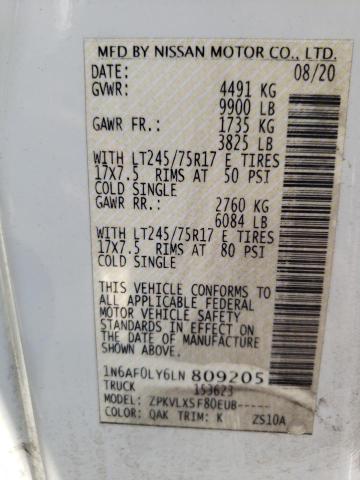 MFD BY NISSAN MOTOR CO., LTD.
DATE: 08/20
GVWR: 4491 KG
9900 LB
GAWR FR.: 1735 KG
3825 LB
WITH LT245/75R17 E TIRES
17X7.5 RIMS AT 50 PSI
COLD SINGLE
GAWR RR.: 2760 KG
6084 LB
WITH LT245/75R17 E TIRES
17X7.5 RIMS AT 80 PSI
COLD SINGLE
THIS VEHICLE CONFORMS TO
ALL APPLICABLE FEDERAL
MOTOR VEHICLE SAFETY
STANDARDS IN EFFECT ON
THE DATE OF MANUFACTURE
SHOWN ABOVE.
1N6AF0LY6LN 809205
TRUCK 153623
MODEL: ZPKVLXSF80EUB-----
COLOR: QAK TRIM: K ZS10A